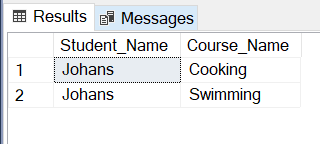 Results Messages
Student_Name Course_Name
1 Johans Cooking
2 Johans Swimming